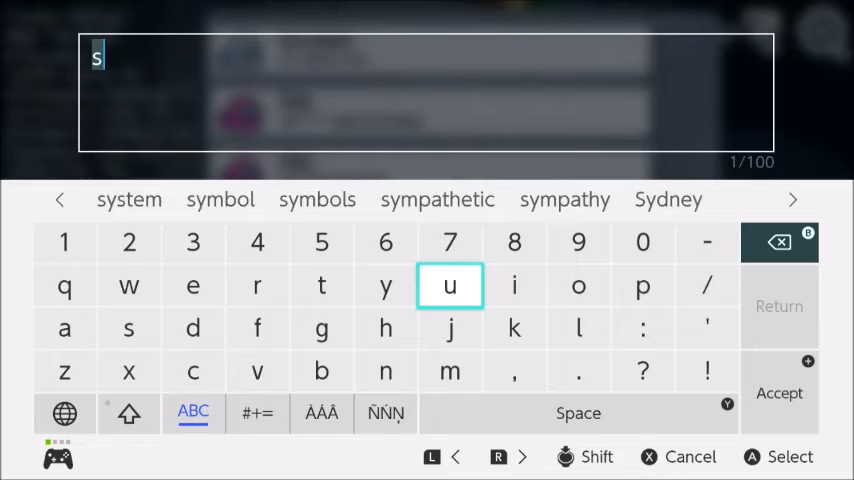 s
1/100
system symbol symbols sympathetic sympathy Sydney
1 2 3 4 5 6 7 8 9 0 - B
q w e r t y u i o p / Return
a s d f g h j k l : '
z x c v b n m , . ? ! + Accept
ABC #+= ÀÁÂ ÑŃŅ Space Y
L < R > Shift X Cancel A Select